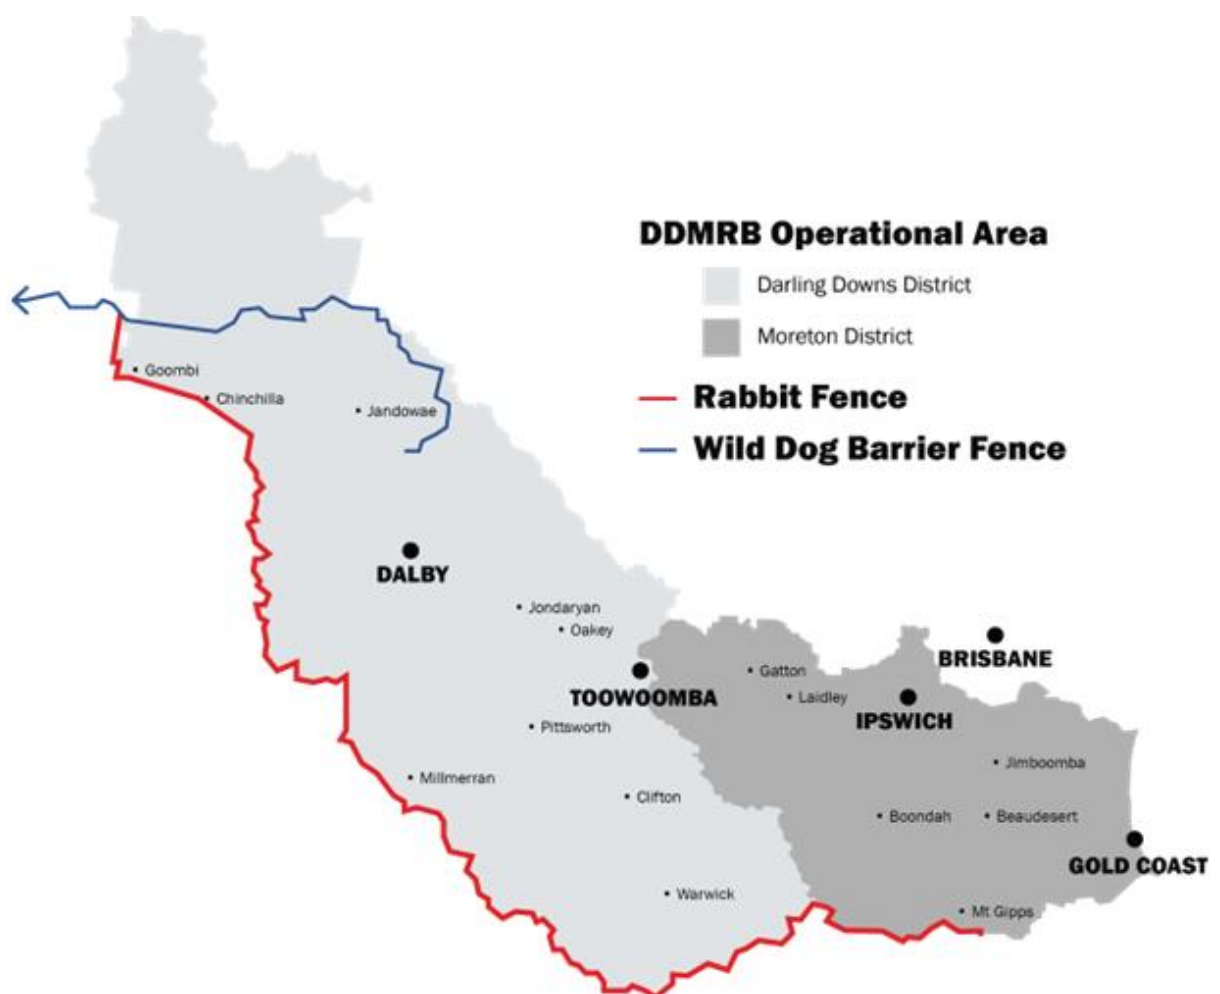 DDMRB Operational Area
Darling Downs District
Moreton District
Rabbit Fence
Wild Dog Barrier Fence
Goombi
Chinchilla
Jandowae
DALBY
Jondaryan
Oakey
BRISBANE
Gatton
TOOWOOMBA
Laidley
IPSWICH
Pittsworth
Jimboomba
Millmerran
Clifton
Boondah
Beaudesert
GOLD COAST
Warwick
Mt Gipps